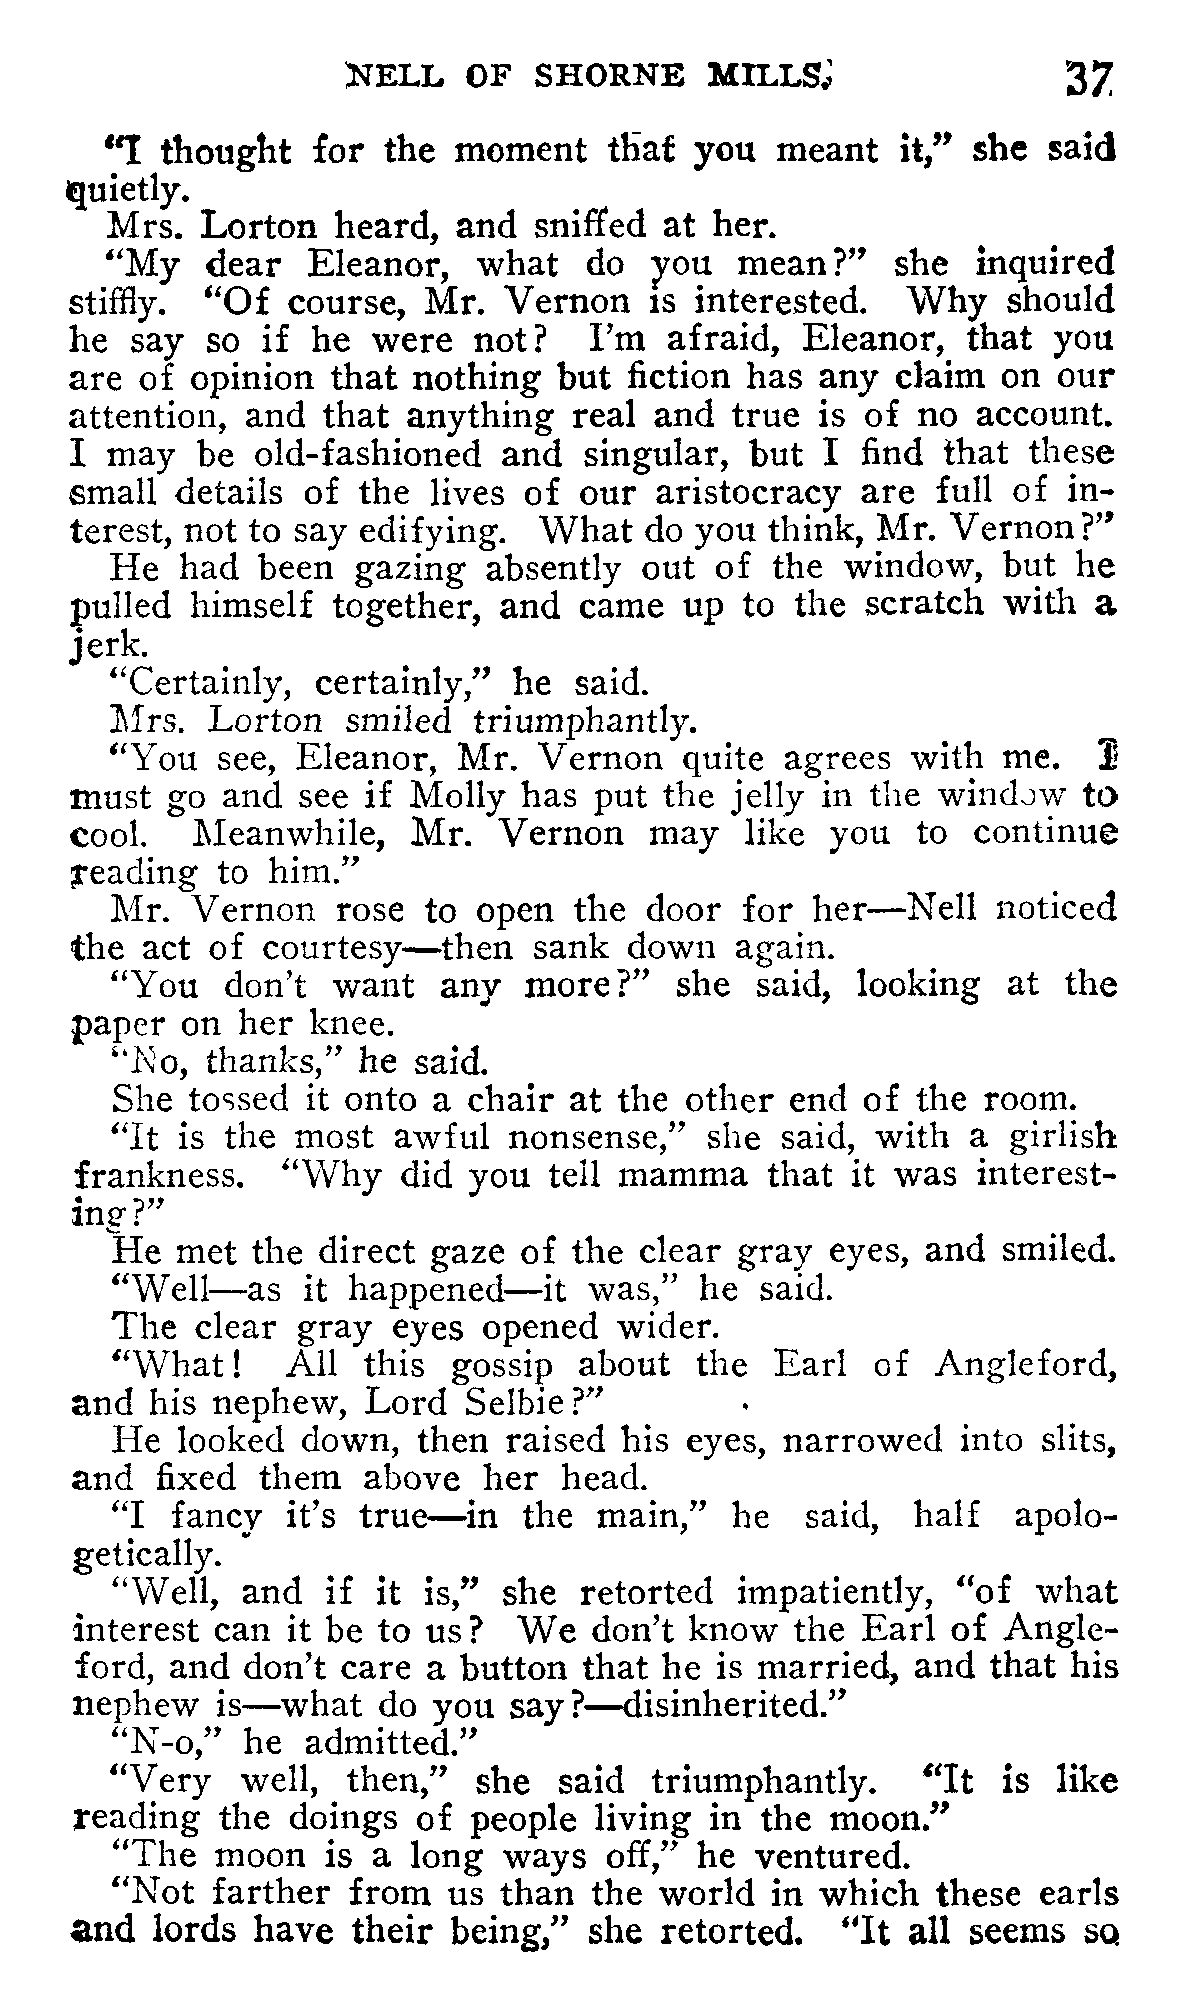 NELL OF SHORNE MILLS. 37
"I thought for the moment that you meant it," she said
quietly.
Mrs. Lorton heard, and sniffed at her.
"My dear Eleanor, what do you mean?" she inquired
stiffly. "Of course, Mr. Vernon is interested. Why should
he say so if he were not? I'm afraid, Eleanor, that you
are of opinion that nothing but fiction has any claim on our
attention, and that anything real and true is of no account.
I may be old-fashioned and singular, but I find that these
small details of the lives of our aristocracy are full of in-
terest, not to say edifying. What do you think, Mr. Vernon?"
He had been gazing absently out of the window, but he
pulled himself together, and came up to the scratch with a
jerk.
"Certainly, certainly," he said.
Mrs. Lorton smiled triumphantly.
"You see, Eleanor, Mr. Vernon quite agrees with me. I
must go and see if Molly has put the jelly in the window to
cool. Meanwhile, Mr. Vernon may like you to continue
reading to him."
Mr. Vernon rose to open the door for her—Nell noticed
the act of courtesy—then sank down again.
"You don't want any more?" she said, looking at the
paper on her knee.
"No, thanks," he said.
She tossed it onto a chair at the other end of the room.
"It is the most awful nonsense," she said, with a girlish
frankness. "Why did you tell mamma that it was interest-
ing?"
He met the direct gaze of the clear gray eyes, and smiled.
"Well—as it happened—it was," he said.
The clear gray eyes opened wider.
"What! All this gossip about the Earl of Angleford,
and his nephew, Lord Selbie?"
He looked down, then raised his eyes, narrowed into slits,
and fixed them above her head.
"I fancy it's true—in the main," he said, half apolo-
getically.
"Well, and if it is," she retorted impatiently, "of what
interest can it be to us? We don't know the Earl of Angle-
ford, and don't care a button that he is married, and that his
nephew is—what do you say?—disinherited."
"N-o," he admitted."
"Very well, then," she said triumphantly. "It is like
reading the doings of people living in the moon."
"The moon is a long ways off," he ventured.
"Not farther from us than the world in which these earls
and lords have their being," she retorted. "It all seems so